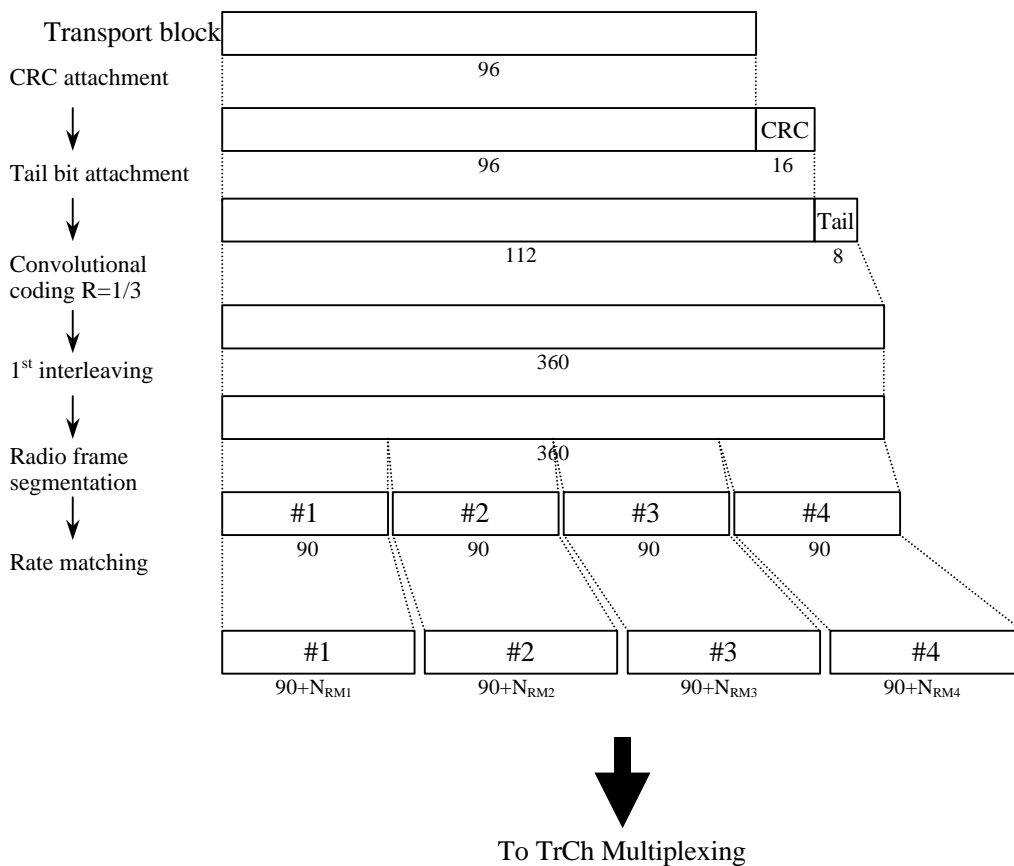 Transport block
96
CRC attachment
CRC
96
16
Tail bit attachment
Tail
112
8
Convolutional
coding R=1/3
360
1st interleaving
360
Radio frame
segmentation
#1 #2 #3 #4
90 90 90 90
Rate matching
#1 #2 #3 #4
90+NRM1 90+NRM2 90+NRM3 90+NRM4
To TrCh Multiplexing